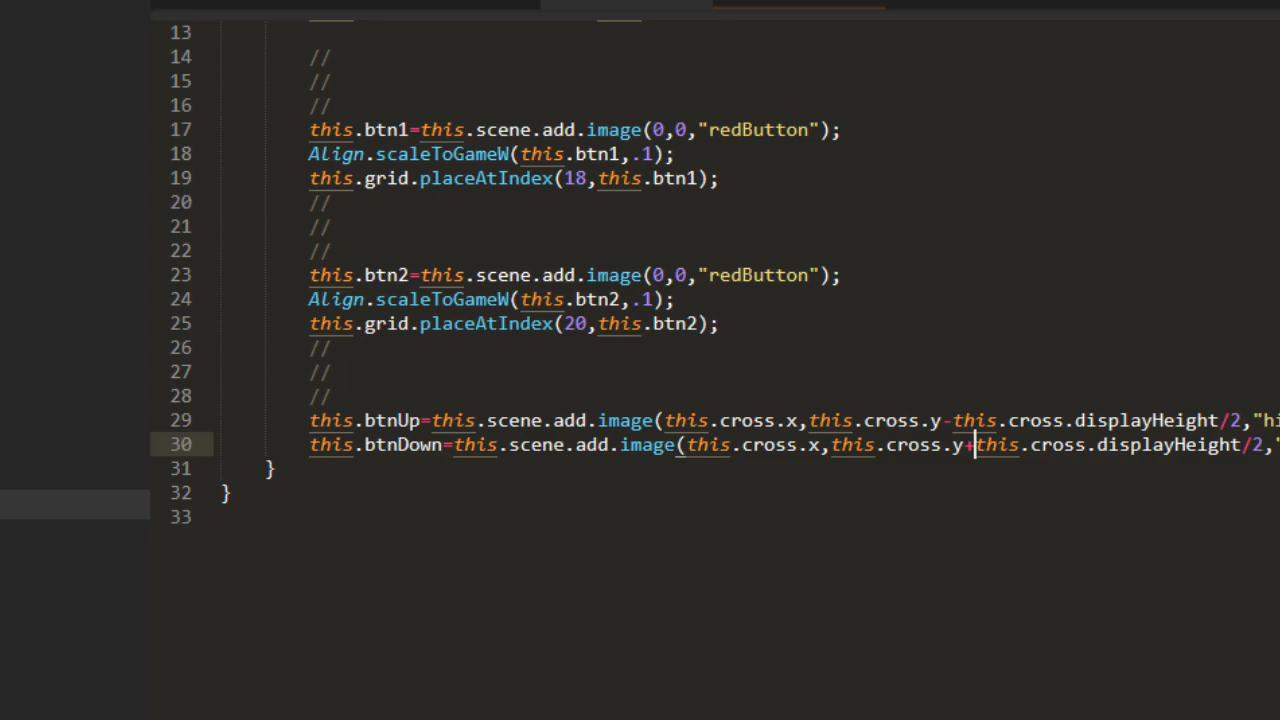 13
14 //
15 //
16 //
17 this.btn1=this.scene.add.image(0,0,"redButton");
18 Align.scaleToGameW(this.btn1,.1);
19 this.grid.placeAtIndex(18,this.btn1);
20 //
21 //
22 //
23 this.btn2=this.scene.add.image(0,0,"redButton");
24 Align.scaleToGameW(this.btn2,.1);
25 this.grid.placeAtIndex(20,this.btn2);
26 //
27 //
28 //
29 this.btnUp=this.scene.add.image(this.cross.x,this.cross.y-this.cross.displayHeight/2,"hi
30 this.btnDown=this.scene.add.image(this.cross.x,this.cross.y+this.cross.displayHeight/2,"
31 }
32 }
33